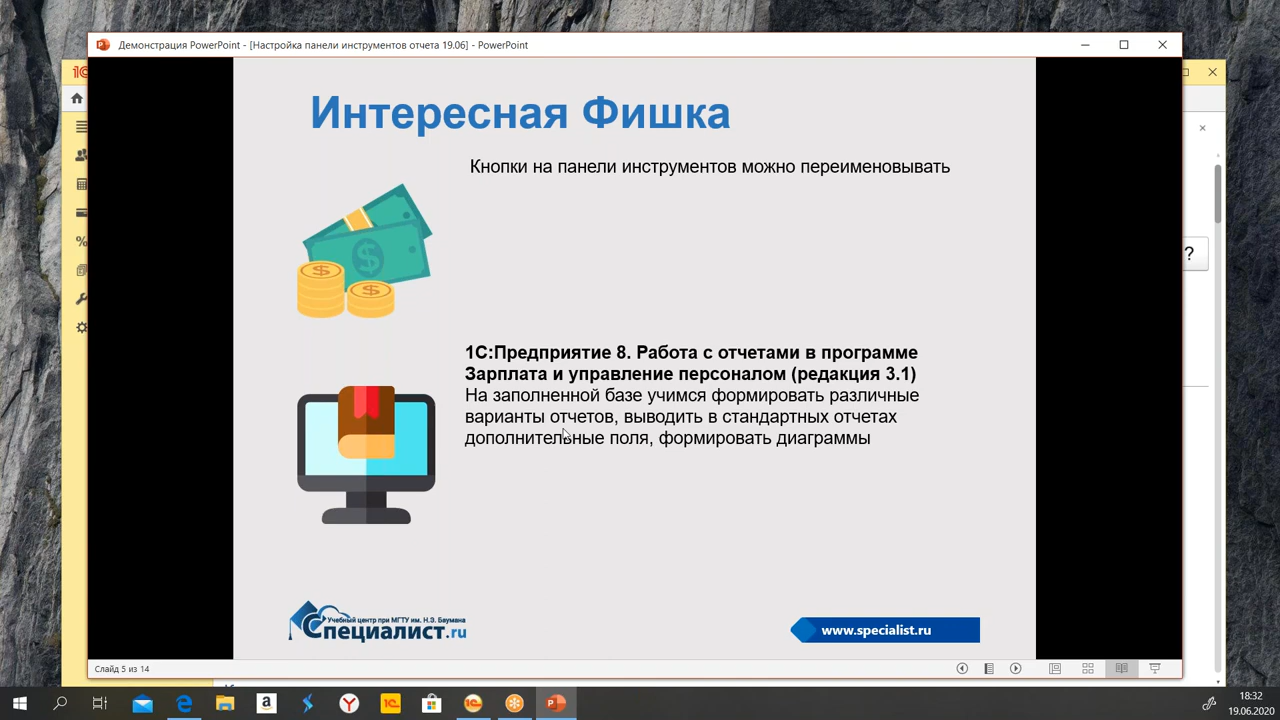 Демонстрация PowerPoint - [Настройка панели инструментов отчета 19.06] - PowerPoint
Интересная Фишка
Кнопки на панели инструментов можно переименовывать
1С:Предприятие 8. Работа с отчетами в программе
Зарплата и управление персоналом (редакция 3.1)
На заполненной базе учимся формировать различные
варианты отчетов, выводить в стандартных отчетах
дополнительные поля, формировать диаграммы
?
Учебный центр при МГТУ им. Н.Э. Баумана
Специалист.ru
www.specialist.ru
Слайд 5 из 14
18:32
19.06.2020